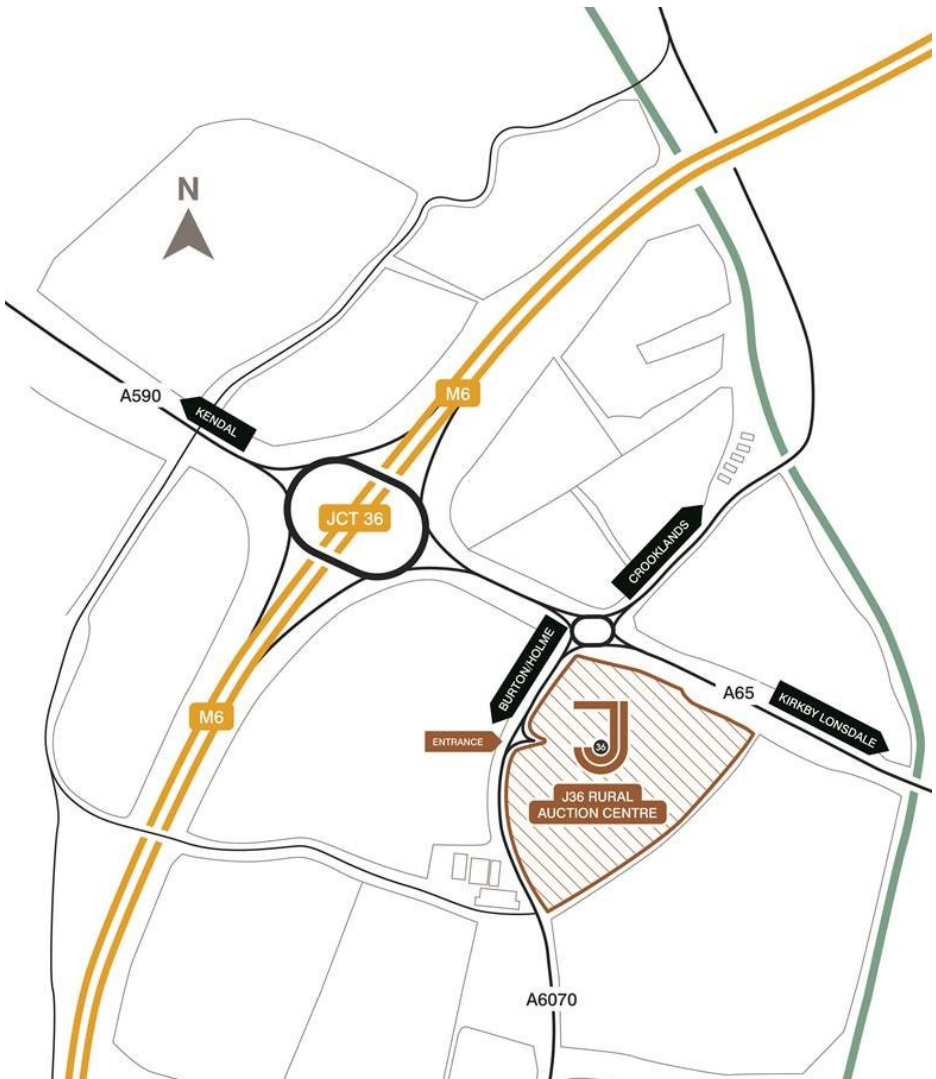 N
A590
KENDAL
M6
JCT 36
CROOKLANDS
BURTON/HOLME
M6
A65
KIRKBY LONSDALE
ENTRANCE
J
36
J36 RURAL
AUCTION CENTRE
A6070